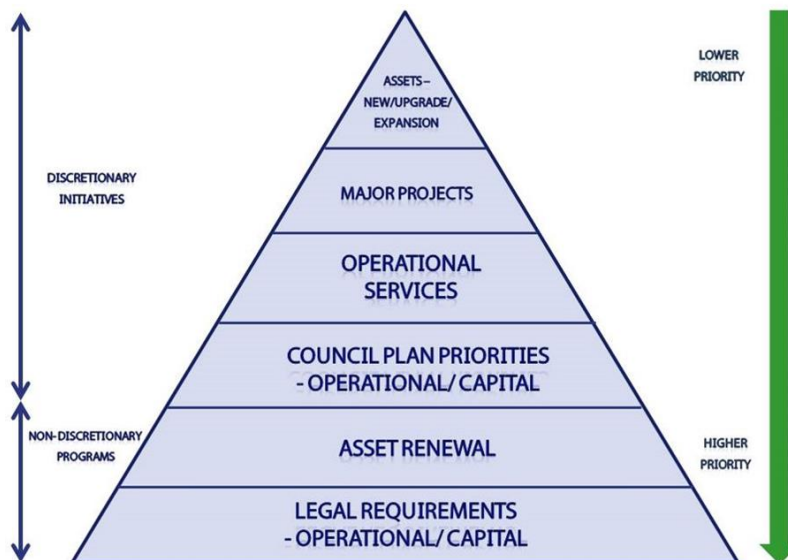 ASSETS –
NEW/UPGRADE/
EXPANSION
LOWER
PRIORITY
DISCRETIONARY
INITIATIVES
MAJOR PROJECTS
OPERATIONAL
SERVICES
COUNCIL PLAN PRIORITIES
- OPERATIONAL/ CAPITAL
NON-DISCRETIONARY
PROGRAMS
ASSET RENEWAL
HIGHER
PRIORITY
LEGAL REQUIREMENTS
- OPERATIONAL/ CAPITAL